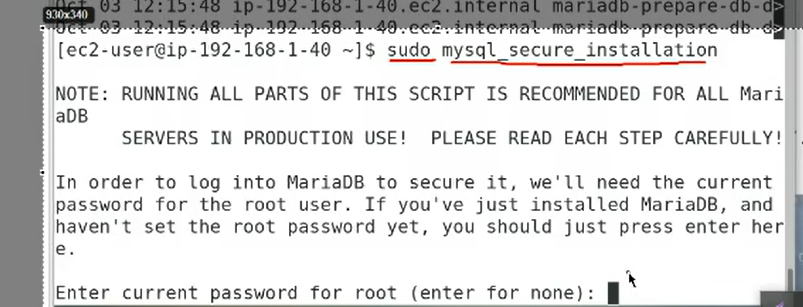 930x340
Oct 03 12:15:48 ip-192-168-1-40.ec2.internal mariadb-prepare-db-d>
Oct 03 12:15:48 ip-192-168-1-40.ec2.internal mariadb-prepare-db-d>
[ec2-user@ip-192-168-1-40 ~]$ sudo mysql_secure_installation
NOTE: RUNNING ALL PARTS OF THIS SCRIPT IS RECOMMENDED FOR ALL Mari
aDB
SERVERS IN PRODUCTION USE!  PLEASE READ EACH STEP CAREFULLY!
In order to log into MariaDB to secure it, we'll need the current
password for the root user. If you've just installed MariaDB, and
haven't set the root password yet, you should just press enter her
e.
Enter current password for root (enter for none):